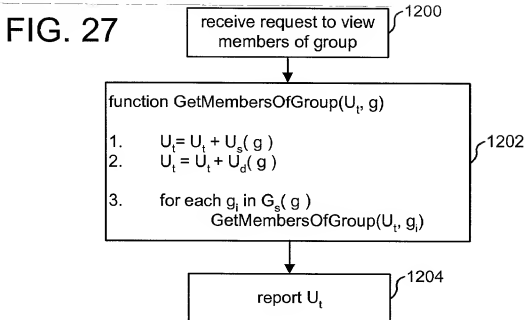 FIG. 27
receive request to view
members of group
1200
function GetMembersOfGroup(Ut, g)
1. Ut= Ut + Us( g )
2. Ut = Ut + Ud( g )
3. for each gi in Gs( g )
GetMembersOfGroup(Ut, gi)
1202
report Ut
1204